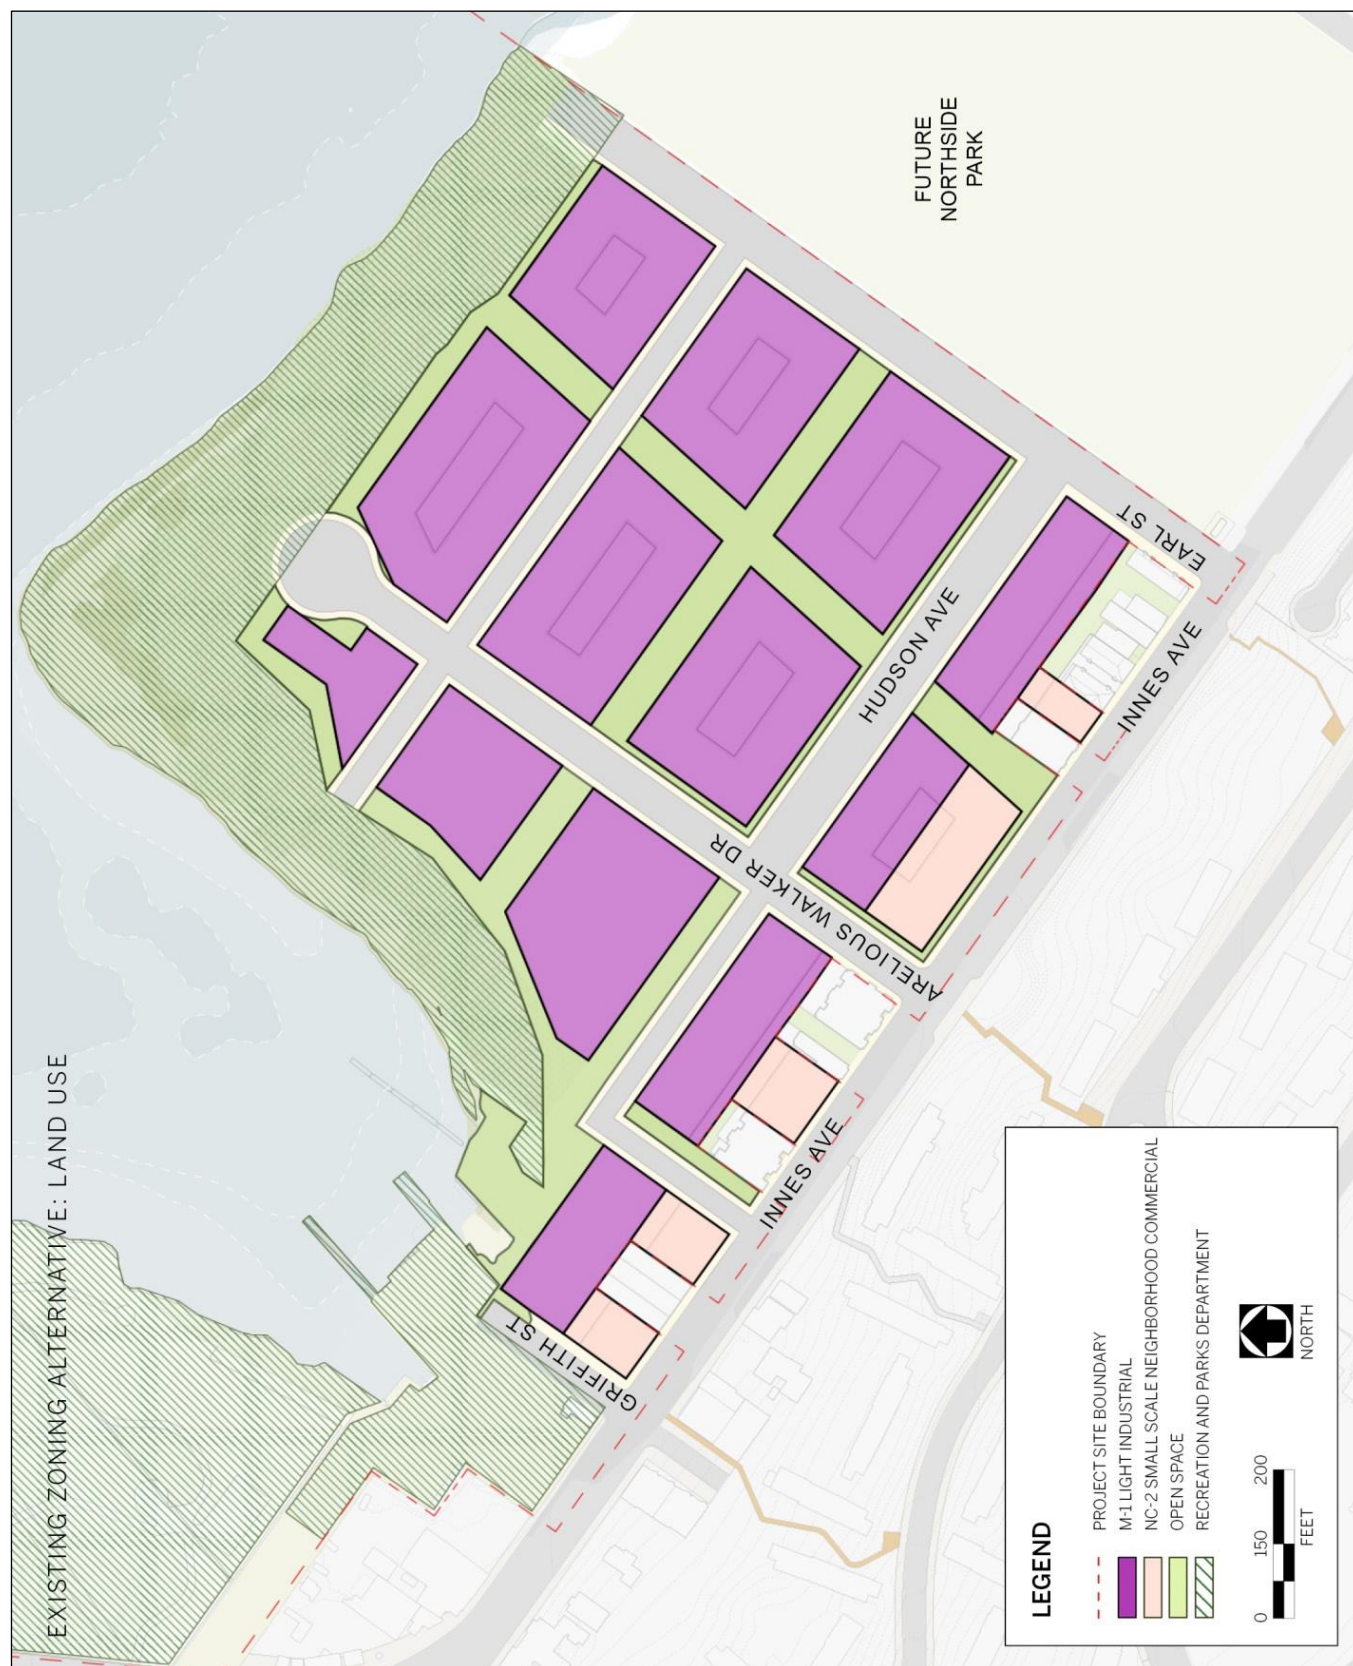 EXISTING ZONING ALTERNATIVE: LAND USE
FUTURE
NORTHSIDE
PARK
EARL ST
HUDSON AVE
INNES AVE
ARELIOUS WALKER DR
INNES AVE
GRIFFITH ST
LEGEND
PROJECT SITE BOUNDARY
M-1 LIGHT INDUSTRIAL
NC-2 SMALL SCALE NEIGHBORHOOD COMMERCIAL
OPEN SPACE
RECREATION AND PARKS DEPARTMENT
0 150 200
FEET
NORTH